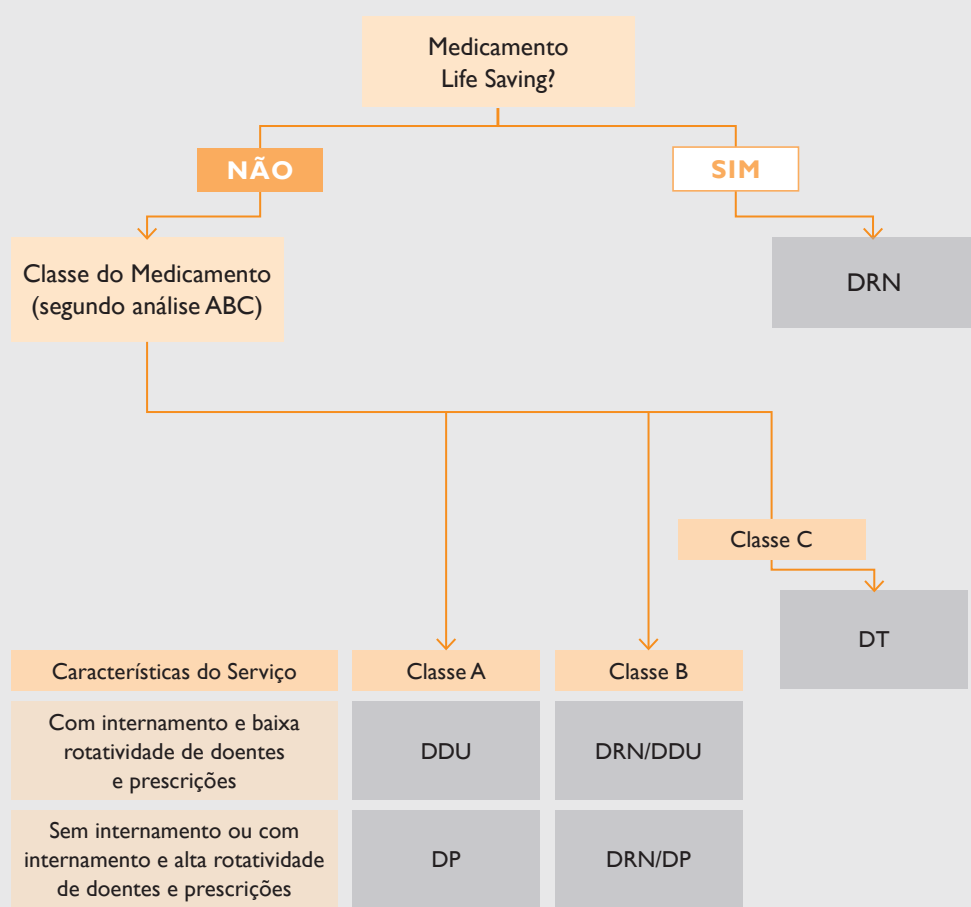 Medicamento
Life Saving?
NÃO
SIM
Classe do Medicamento
(segundo análise ABC)
DRN
Classe C
DT
Características do Serviço
Classe A
Classe B
Com internamento e baixa
rotatividade de doentes
e prescrições
DDU
DRN/DDU
Sem internamento ou com
internamento e alta rotatividade
de doentes e prescrições
DP
DRN/DP